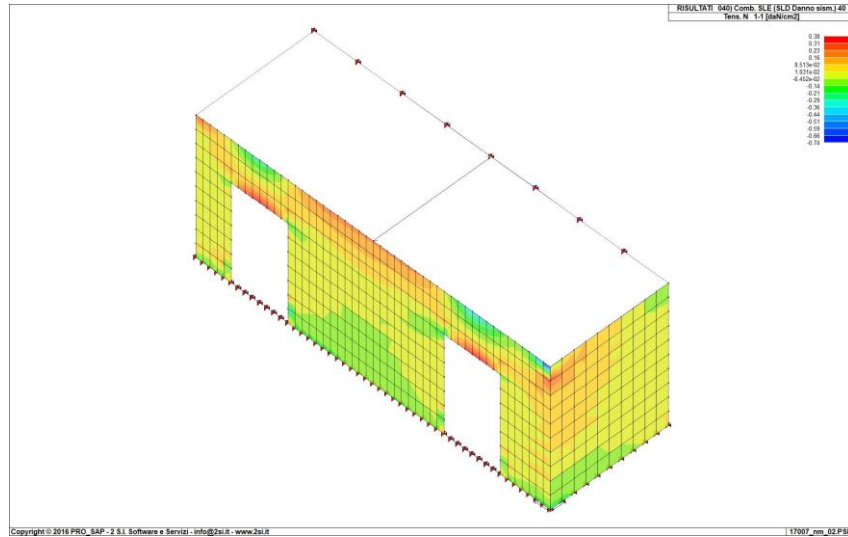 RISULTATI 040) Comb. SLE (SLD Danno sism.) 40
Tens. N 1-1 [daN/cm2]
0.38
0.31
0.23
0.16
8.513e-02
1.031e-02
-6.452e-02
-0.14
-0.21
-0.29
-0.36
-0.44
-0.51
-0.59
-0.66
-0.74
Copyright © 2016 PRO_SAP - 2 S.I. Software e Servizi - info@2si.it - www.2si.it
17007_nm_02.PS